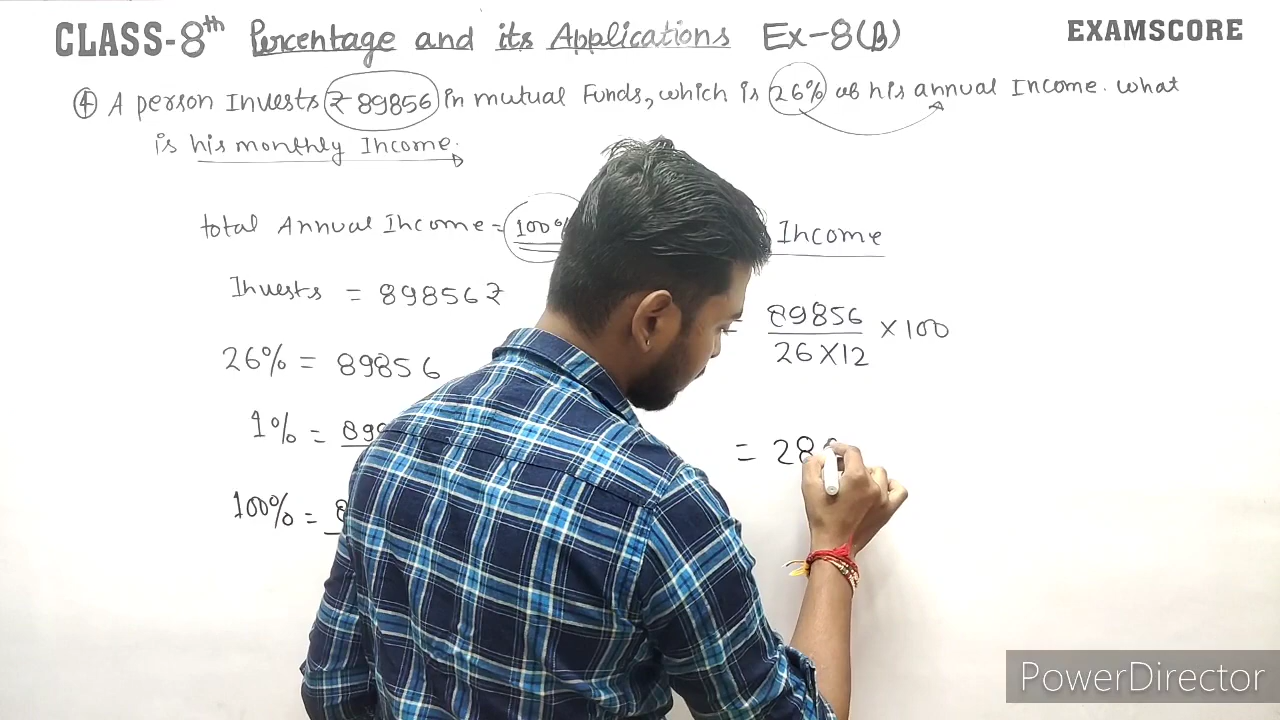 CLASS-8th Percentage and its Applications Ex-8(B)
EXAMSCORE
④ A person Invests ₹89856 in mutual Funds, which is 26% of his annual Income. what
is his monthly Income.
total Annual Income = 100%
Income
Invests = 89856₹
26% = 89856
1% = 898
100% = 8
= 89856 / 26×12 ×100
= 28
PowerDirector